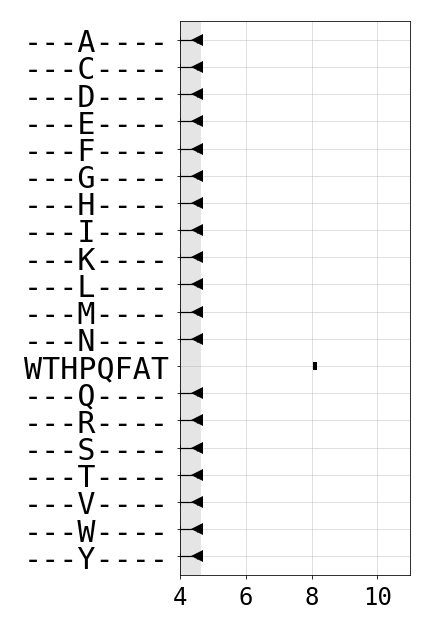 ---A----
---C----
---D----
---E----
---F----
---G----
---H----
---I----
---K----
---L----
---M----
---N----
WTHPQFAT
---Q----
---R----
---S----
---T----
---V----
---W----
---Y----
4 6 8 10